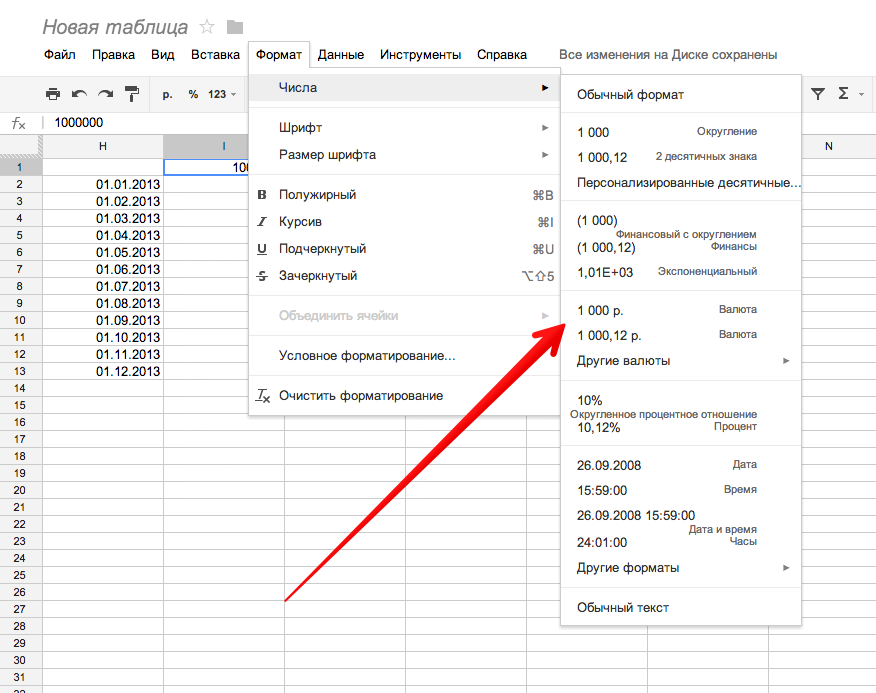 Новая таблица
Файл Правка Вид Вставка Формат Данные Инструменты Справка Все изменения на Диске сохранены
р. % 123 Σ
fx 1000000
H I N
Числа
Шрифт
Размер шрифта
B Полужирный ⌘B
I Курсив ⌘I
U Подчеркнутый ⌘U
S Зачеркнутый ⌥⇧5
Объединить ячейки
Условное форматирование...
Очистить форматирование
Обычный формат
1 000 Округление
1 000,12 2 десятичных знака
Персонализированные десятичные...
(1 000)
Финансовый с округлением
(1 000,12) Финансы
1,01E+03 Экспоненциальный
1 000 р. Валюта
1 000,12 р. Валюта
Другие валюты
10%
Округленное процентное отношение
10,12% Процент
26.09.2008 Дата
15:59:00 Время
26.09.2008 15:59:00
Дата и время
24:01:00 Часы
Другие форматы
Обычный текст
1 100
2 01.01.2013
3 01.02.2013
4 01.03.2013
5 01.04.2013
6 01.05.2013
7 01.06.2013
8 01.07.2013
9 01.08.2013
10 01.09.2013
11 01.10.2013
12 01.11.2013
13 01.12.2013
14
15
16
17
18
19
20
21
22
23
24
25
26
27
28
29
30
31